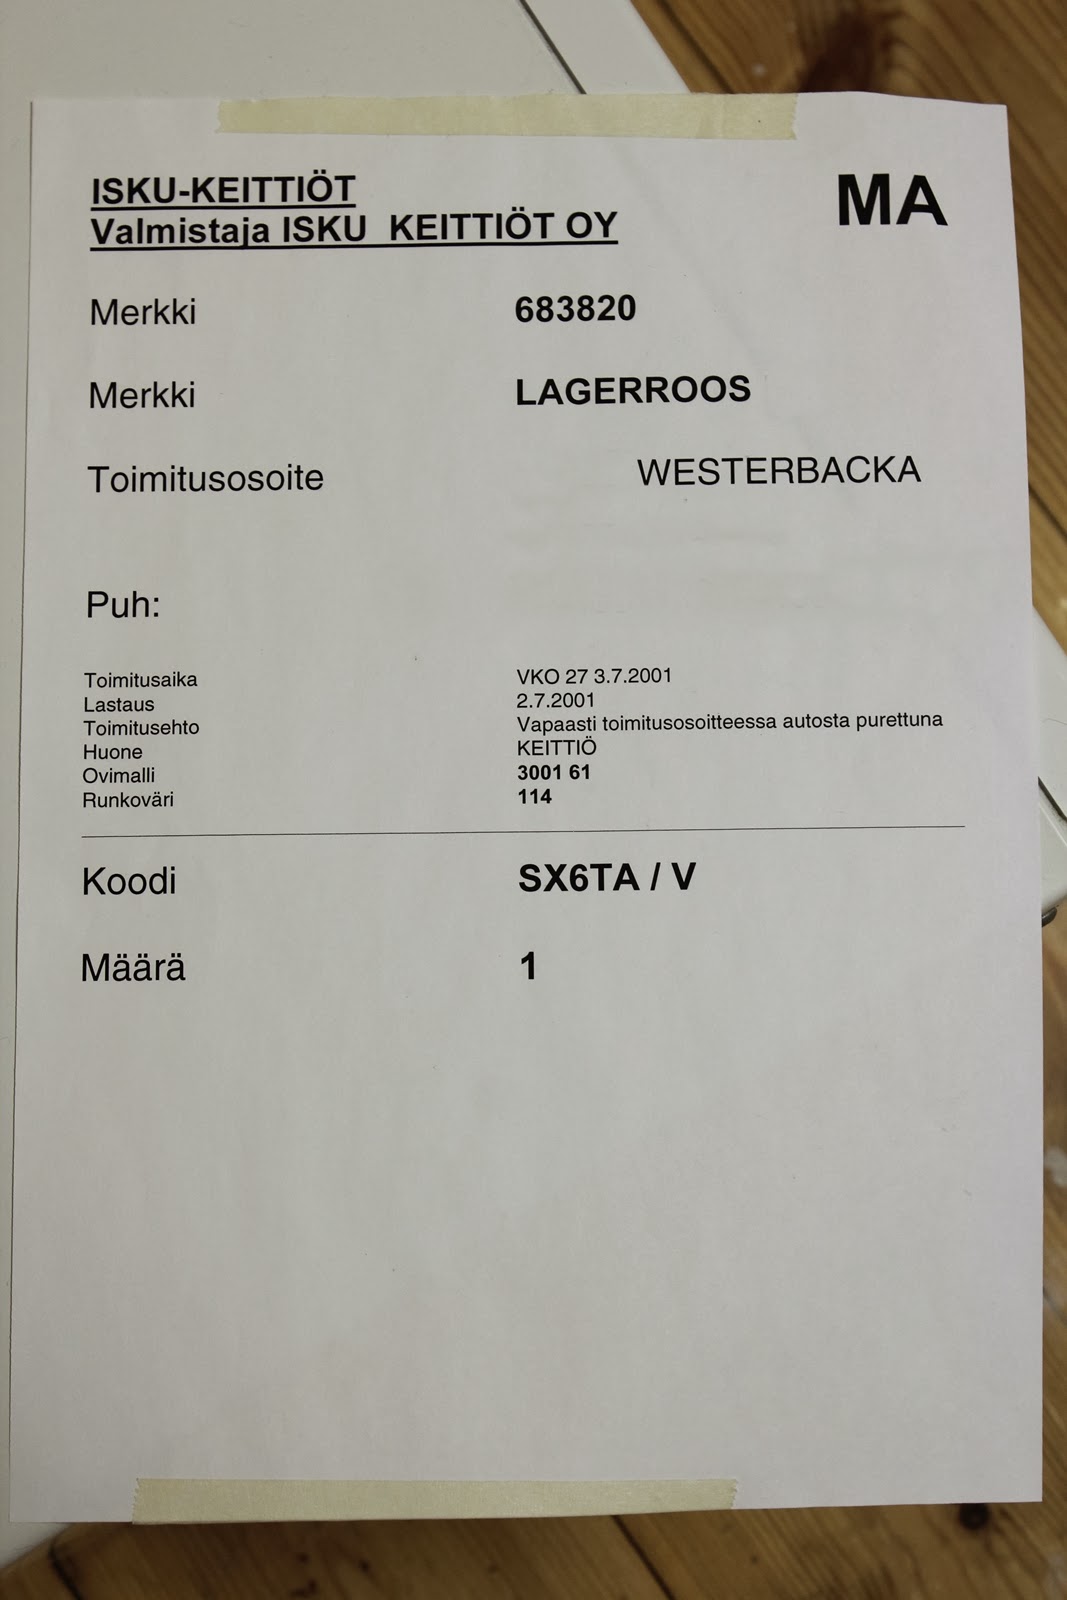 ISKU-KEITTIÖT MA
Valmistaja ISKU KEITTIÖT OY
Merkki 683820
Merkki LAGERROOS
Toimitusosoite WESTERBACKA
Puh:
Toimitusaika VKO 27 3.7.2001
Lastaus 2.7.2001
Toimitusehto Vapaasti toimitusosoitteessa autosta purettuna
Huone KEITTIÖ
Ovimalli 3001 61
Runkoväri 114
Koodi SX6TA / V
Määrä 1